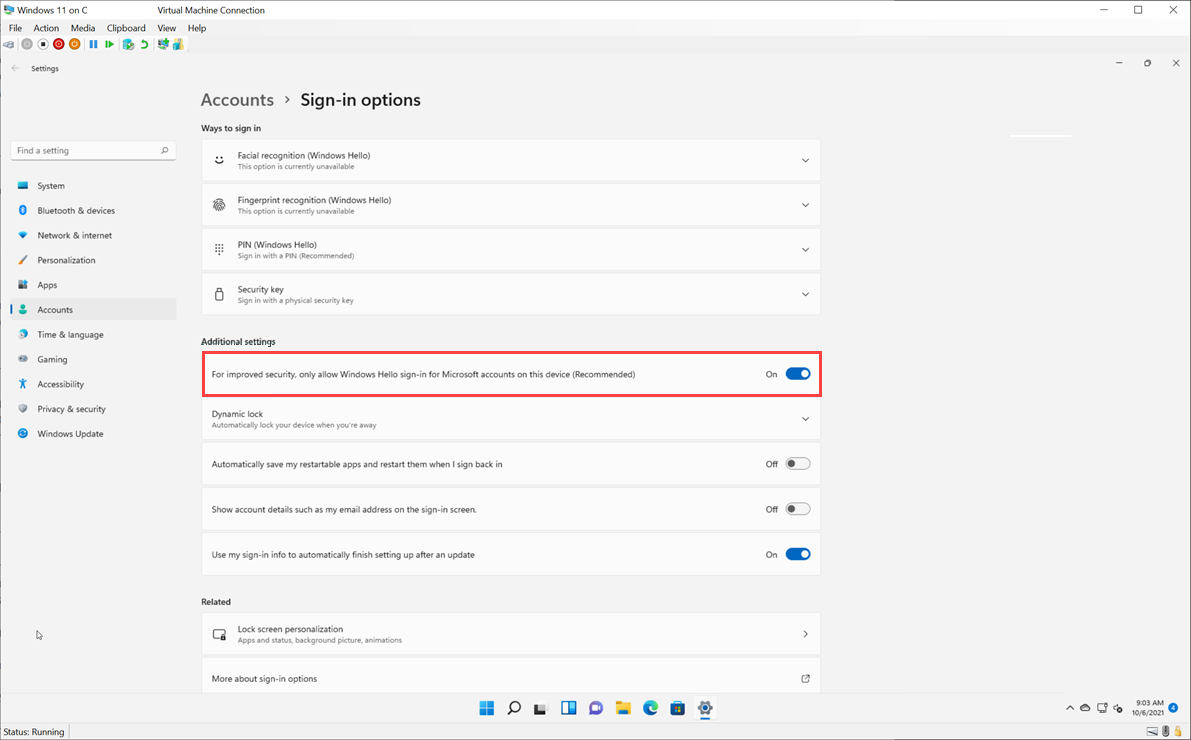 Windows 11 on C Virtual Machine Connection
File Action Media Clipboard View Help
Settings
Accounts › Sign-in options
Ways to sign in
Find a setting
Facial recognition (Windows Hello)
This option is currently unavailable
System
Bluetooth & devices
Network & internet
Personalization
Apps
Accounts
Time & language
Gaming
Accessibility
Privacy & security
Windows Update
Fingerprint recognition (Windows Hello)
This option is currently unavailable
PIN (Windows Hello)
Sign in with a PIN (Recommended)
Security key
Sign in with a physical security key
Additional settings
For improved security, only allow Windows Hello sign-in for Microsoft accounts on this device (Recommended) On
Dynamic lock
Automatically lock your device when you're away
Automatically save my restartable apps and restart them when I sign back in Off
Show account details such as my email address on the sign-in screen. Off
Use my sign-in info to automatically finish setting up after an update On
Related
Lock screen personalization
Apps and status, background picture, animations
More about sign-in options
9:03 AM
10/6/2021
4
Status: Running